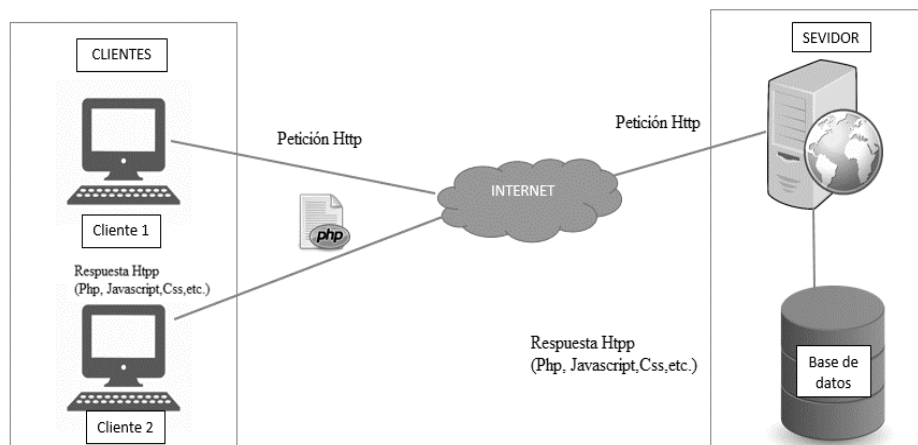 CLIENTES
SEVIDOR
Petición Http
Petición Http
INTERNET
php
Cliente 1
Respuesta Htpp
(Php, Javascript,Css,etc.)
Respuesta Htpp
(Php, Javascript,Css,etc.)
Base de
datos
Cliente 2